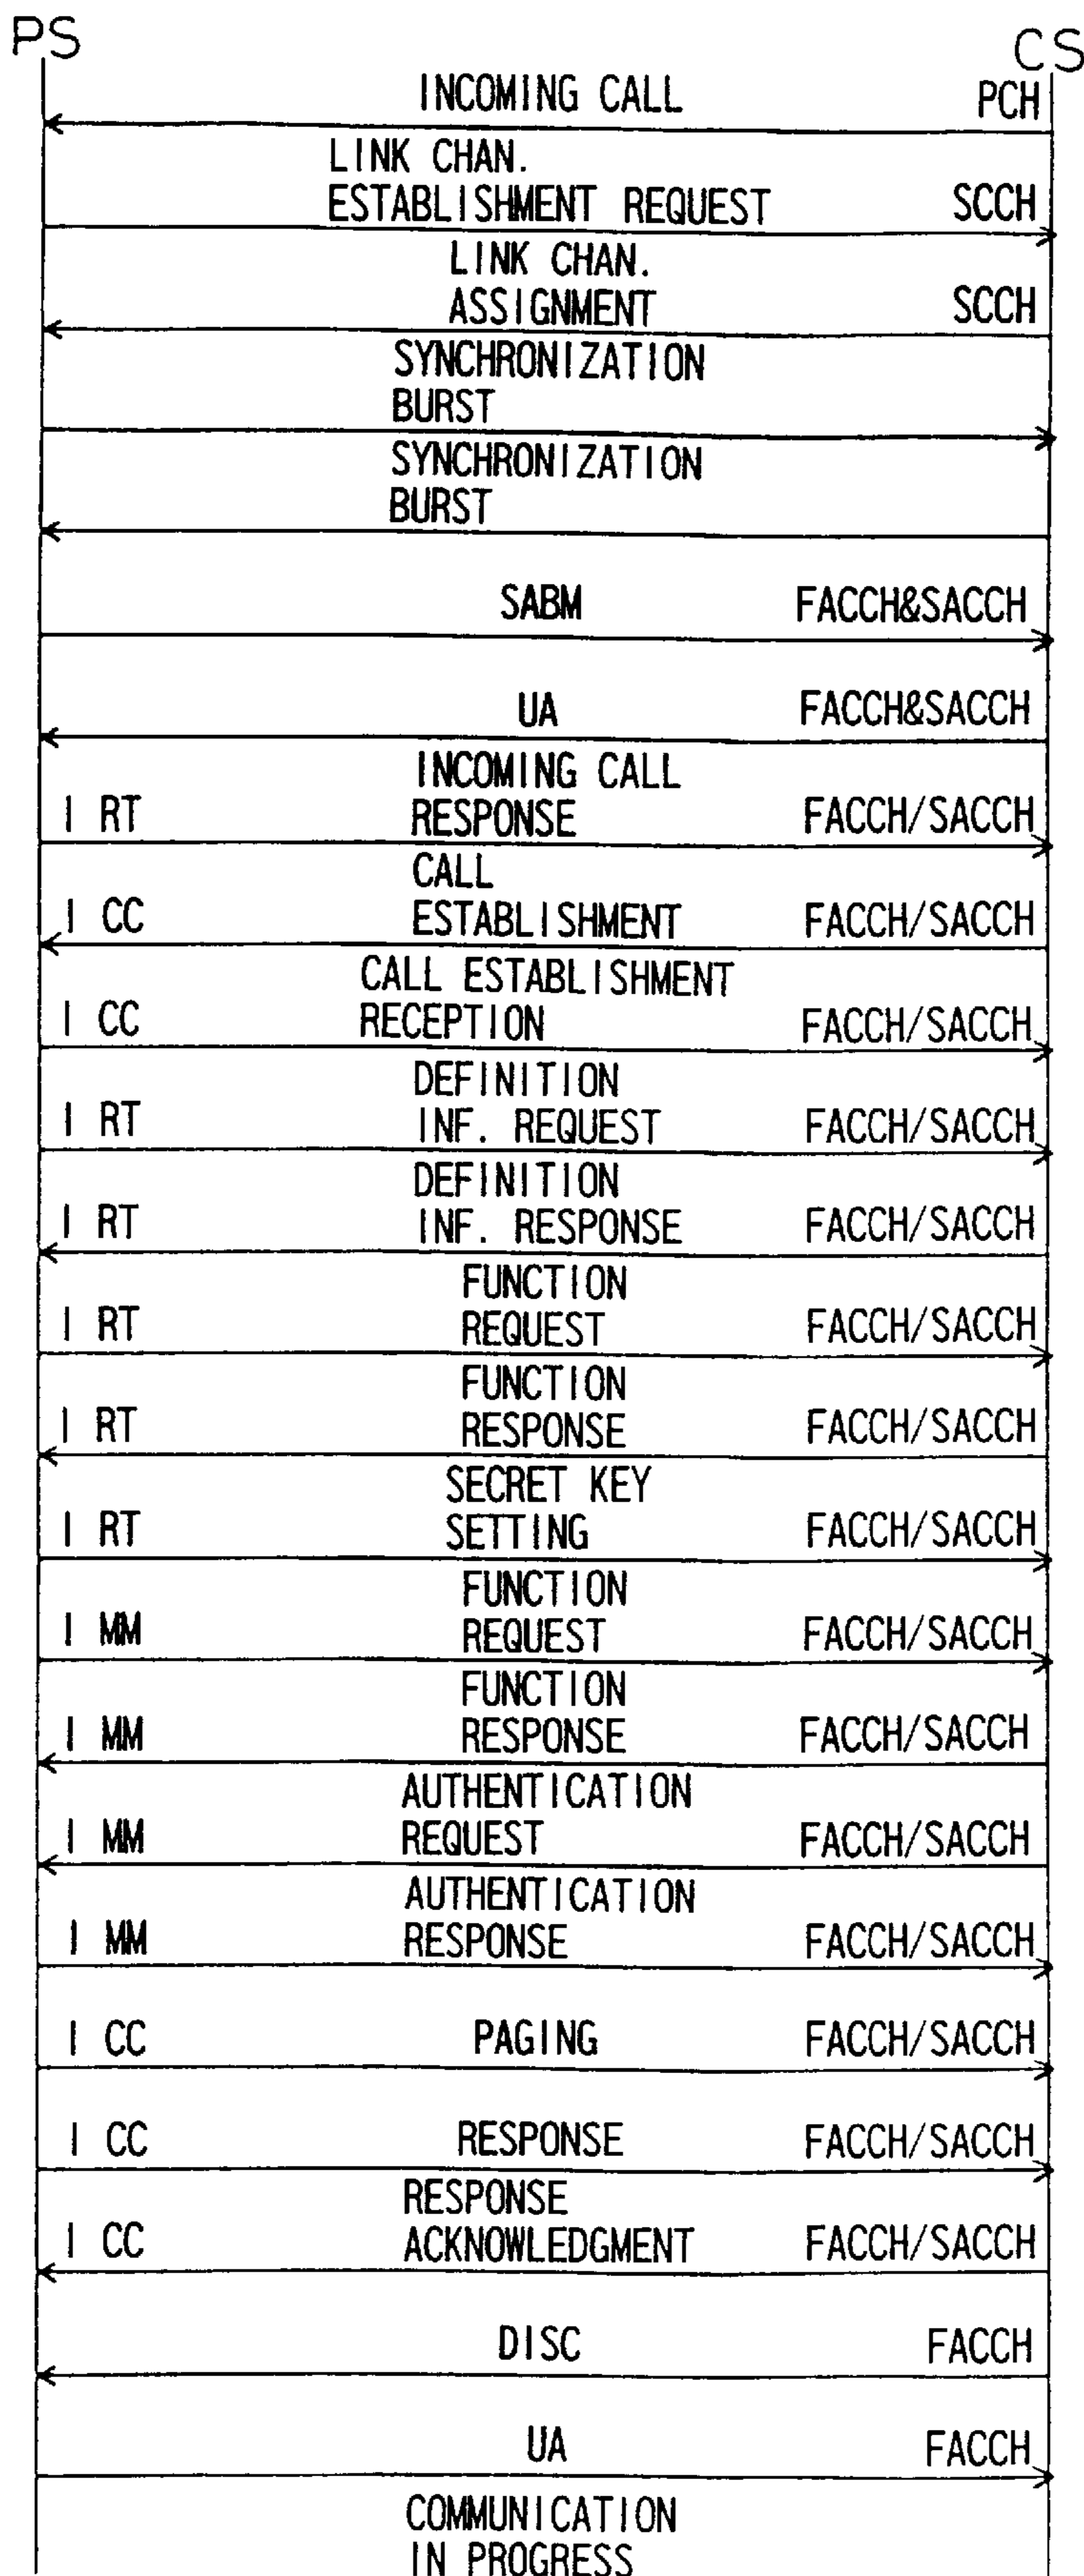 PS CS
INCOMING CALL PCH
LINK CHAN.
ESTABLISHMENT REQUEST SCCH
LINK CHAN.
ASSIGNMENT SCCH
SYNCHRONIZATION
BURST
SYNCHRONIZATION
BURST
SABM FACCH&SACCH
UA FACCH&SACCH
INCOMING CALL
I RT RESPONSE FACCH/SACCH
CALL
I CC ESTABLISHMENT FACCH/SACCH
CALL ESTABLISHMENT
I CC RECEPTION FACCH/SACCH
DEFINITION
I RT INF. REQUEST FACCH/SACCH
DEFINITION
I RT INF. RESPONSE FACCH/SACCH
FUNCTION
I RT REQUEST FACCH/SACCH
FUNCTION
I RT RESPONSE FACCH/SACCH
SECRET KEY
I RT SETTING FACCH/SACCH
FUNCTION
I MM REQUEST FACCH/SACCH
FUNCTION
I MM RESPONSE FACCH/SACCH
AUTHENTICATION
I MM REQUEST FACCH/SACCH
AUTHENTICATION
I MM RESPONSE FACCH/SACCH
I CC PAGING FACCH/SACCH
I CC RESPONSE FACCH/SACCH
RESPONSE
I CC ACKNOWLEDGMENT FACCH/SACCH
DISC FACCH
UA FACCH
COMMUNICATION
IN PROGRESS